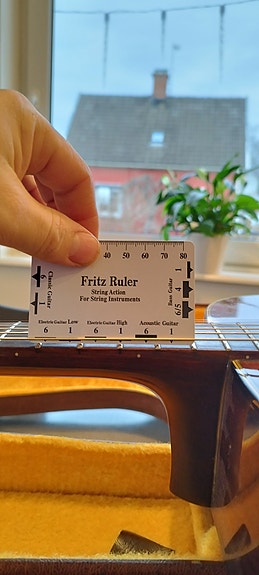 40 50 60 70 80
Fritz Ruler
String Action
For String Instruments
Classic Guitar
6 1
Bass Guitar
6/5 4 1
Electric Guitar Low Electric Guitar High Acoustic Guitar
6 1 6 1 6 1